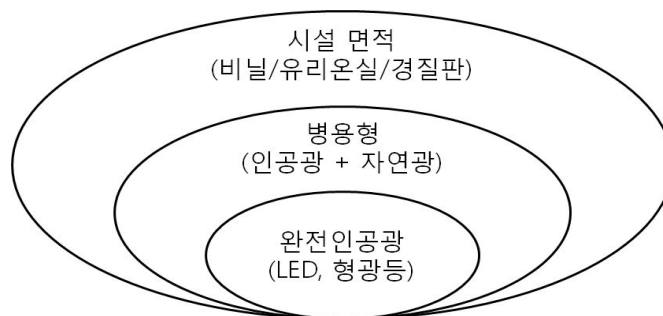 시설 면적
(비닐/유리온실/경질판)
병용형
(인공광 + 자연광)
완전인공광
(LED, 형광등)